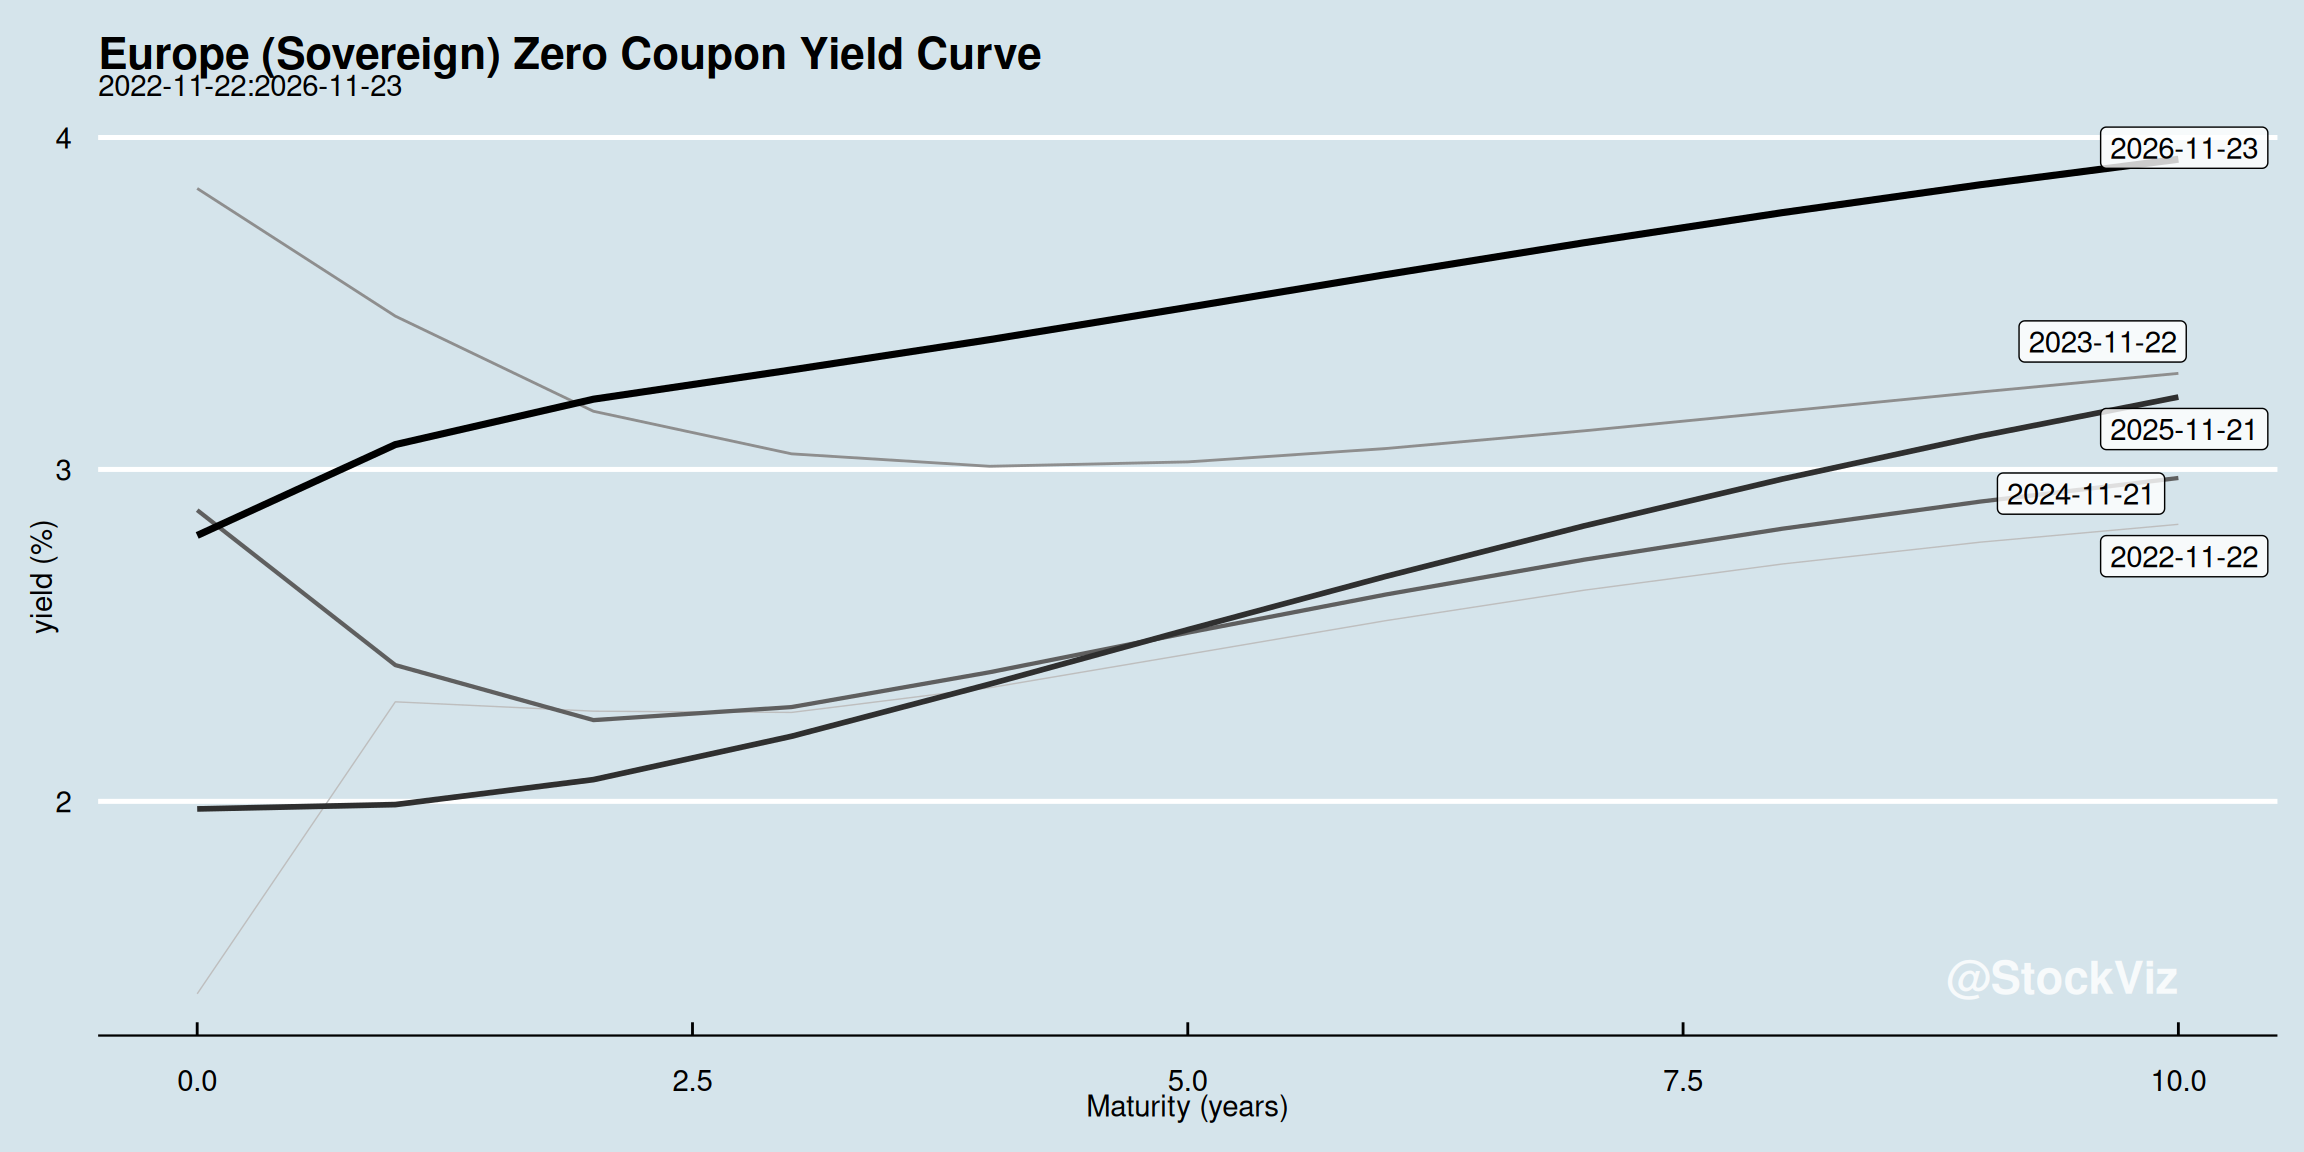 Europe (Sovereign) Zero Coupon Yield Curve
2022-11-22:2026-11-23
4
2026-11-23
2023-11-22
2025-11-21
3
2024-11-21
2022-11-22
yield (%)
2
@StockViz
0.0 2.5 5.0 7.5 10.0
Maturity (years)